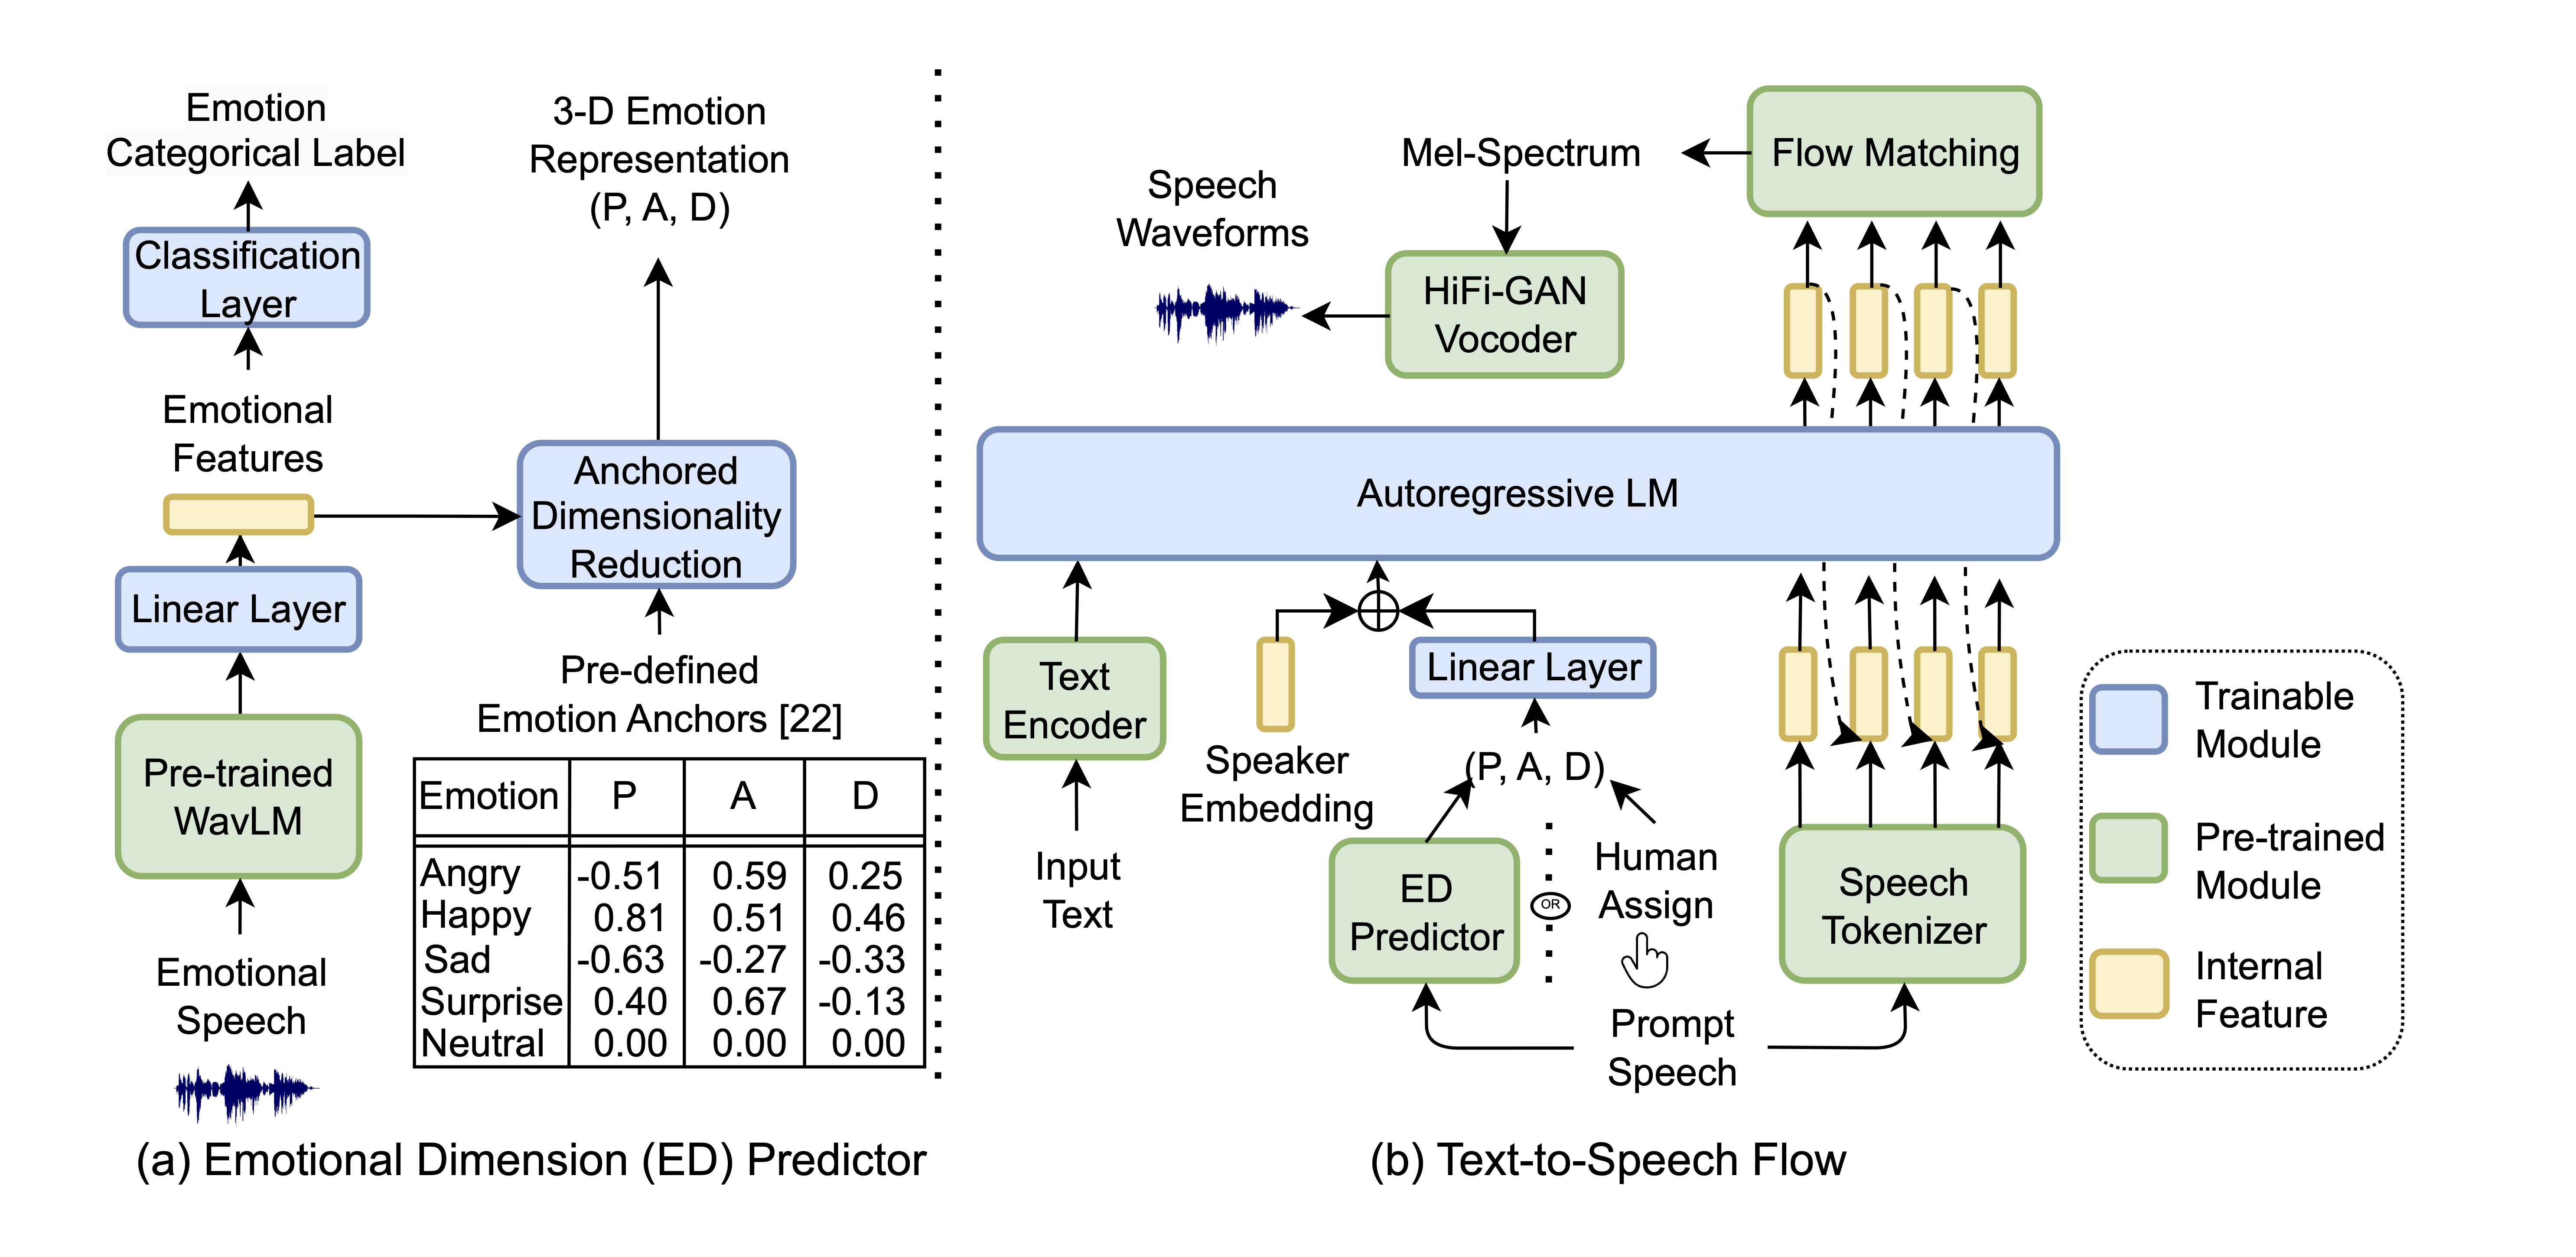 Emotion
Categorical Label
Classification
Layer
Emotional
Features
Linear Layer
Pre-trained
WavLM
Emotional
Speech
3-D Emotion
Representation
(P, A, D)
Anchored
Dimensionality
Reduction
Pre-defined
Emotion Anchors [22]
Emotion P A D
Angry -0.51 0.59 0.25
Happy 0.81 0.51 0.46
Sad -0.63 -0.27 -0.33
Surprise 0.40 0.67 -0.13
Neutral 0.00 0.00 0.00
(a) Emotional Dimension (ED) Predictor
Flow Matching
Mel-Spectrum
Speech
Waveforms
HiFi-GAN
Vocoder
Autoregressive LM
Text
Encoder
Input
Text
Speaker
Embedding
Linear Layer
(P, A, D)
ED
Predictor
OR
Human
Assign
Speech
Tokenizer
Prompt
Speech
Trainable
Module
Pre-trained
Module
Internal
Feature
(b) Text-to-Speech Flow